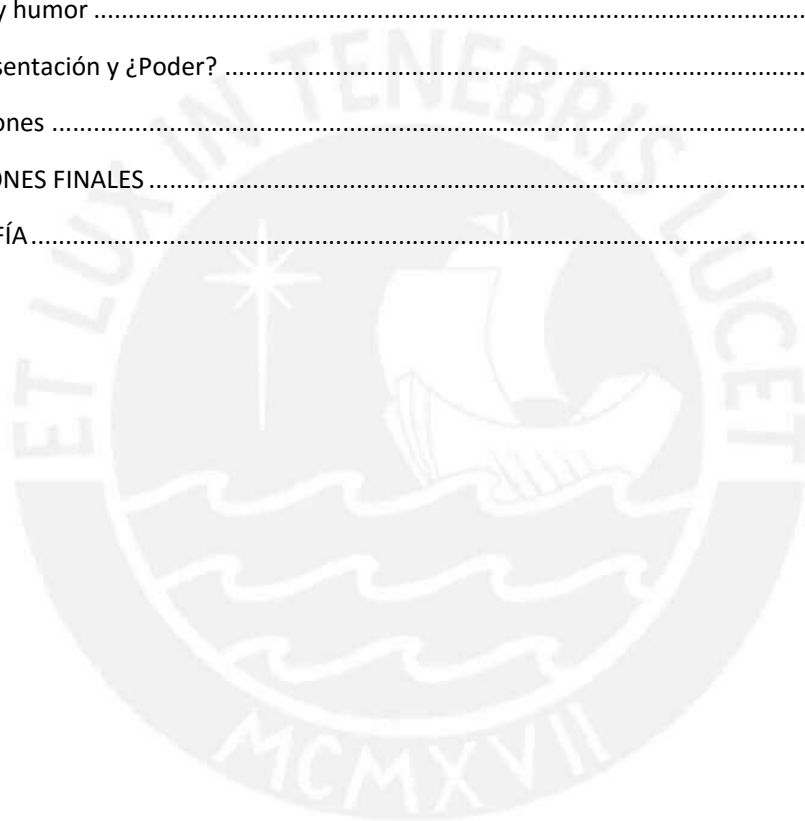 y humor ..........................................................................................................
sentación y ¿Poder? ..........................................................................................
ones ..................................................................................................................
ONES FINALES ....................................................................................................
FÍA .....................................................................................................................
ET LUX IN TENEBRIS LUCET
MCMXVII